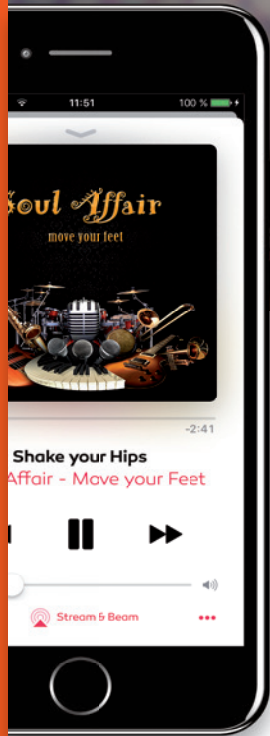 11:51
100 %
Soul Affair
move your feet
-2:41
Shake your Hips
Affair - Move your Feet
Stream & Beam